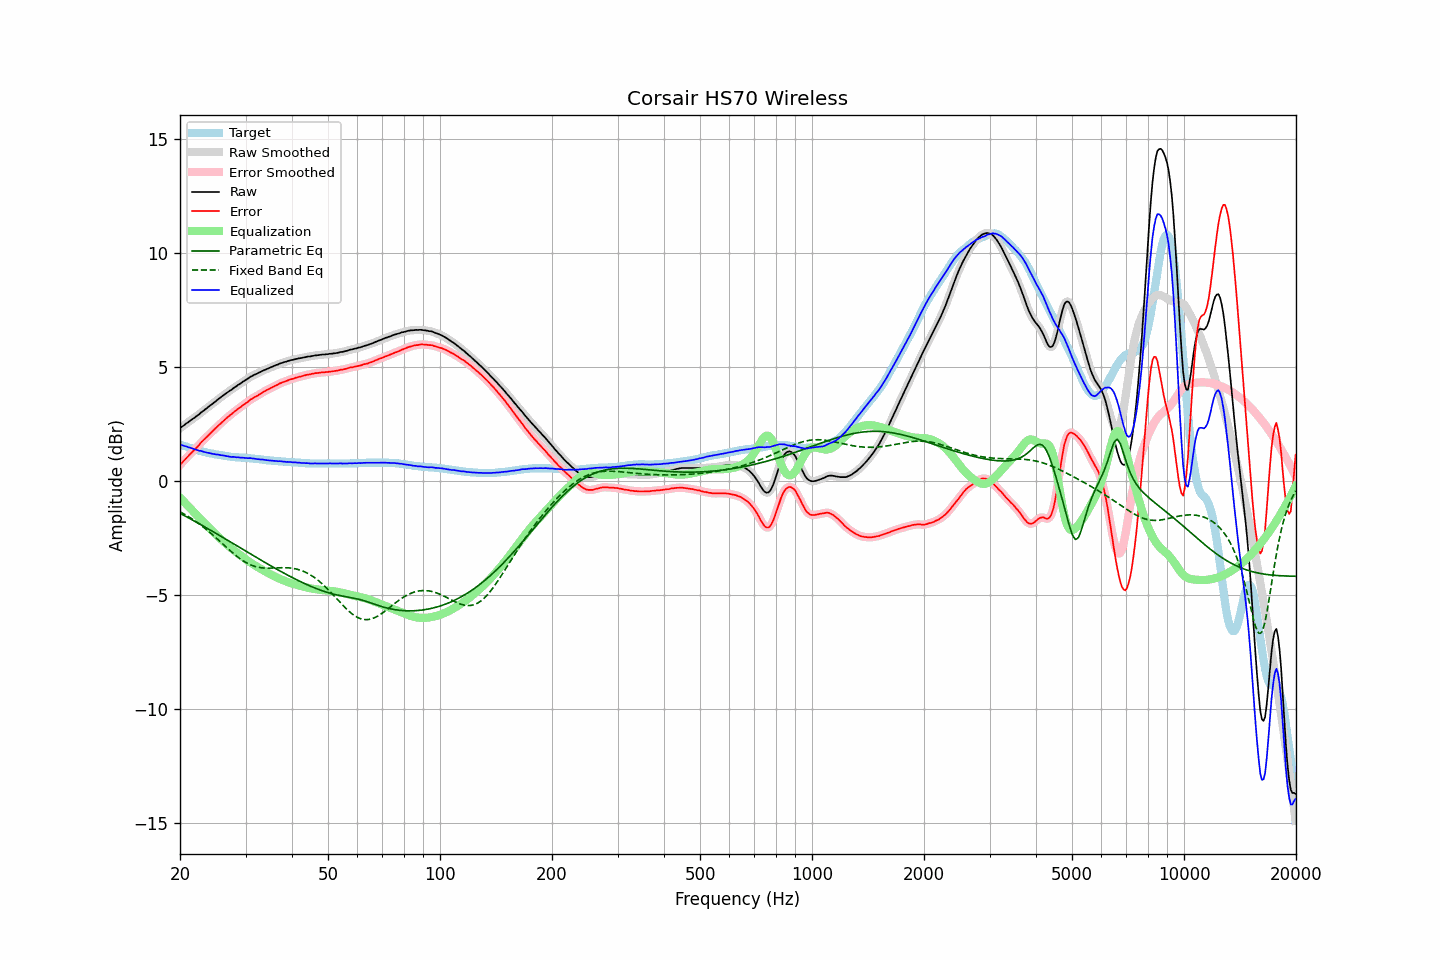 Corsair HS70 Wireless
Target
Raw Smoothed
Error Smoothed
Raw
Error
Equalization
Parametric Eq
Fixed Band Eq
Equalized
15
10
5
0
−5
−10
−15
Amplitude (dBr)
20 50 100 200 500 1000 2000 5000 10000 20000
Frequency (Hz)